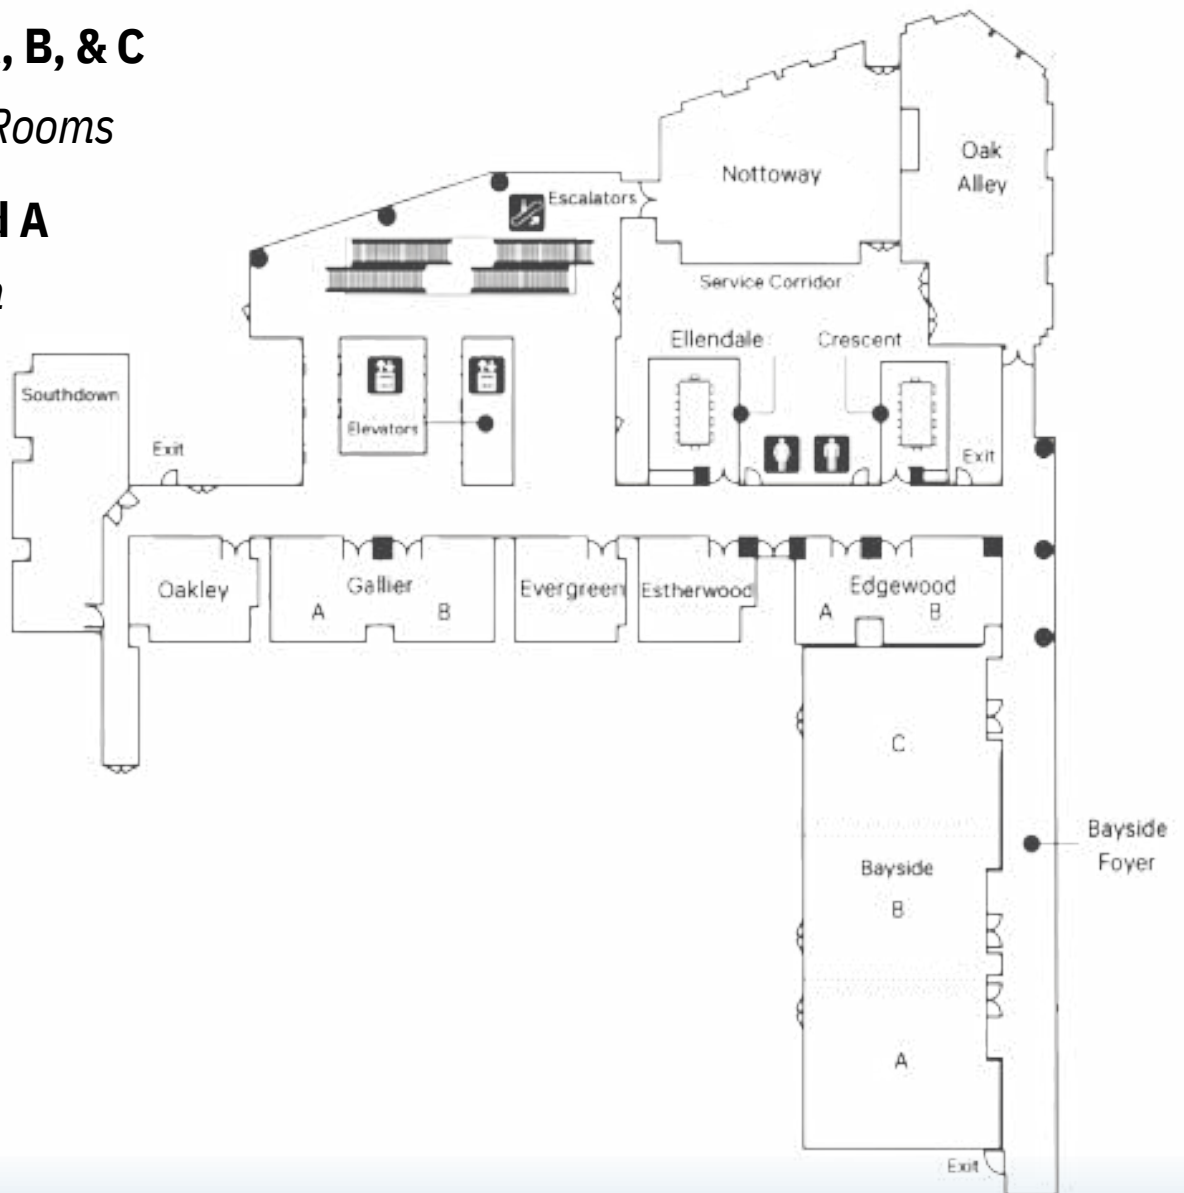 , B, & C
Rooms
d A
Nottoway
Oak
Alley
Escalators
Service Corridor
Ellendale
Crescent
Southdown
Elevators
Exit
Exit
Oakley
Gallier
A
B
Evergreen
Estherwood
Edgewood
A
B
C
Bayside
Foyer
Bayside
B
A
Exit